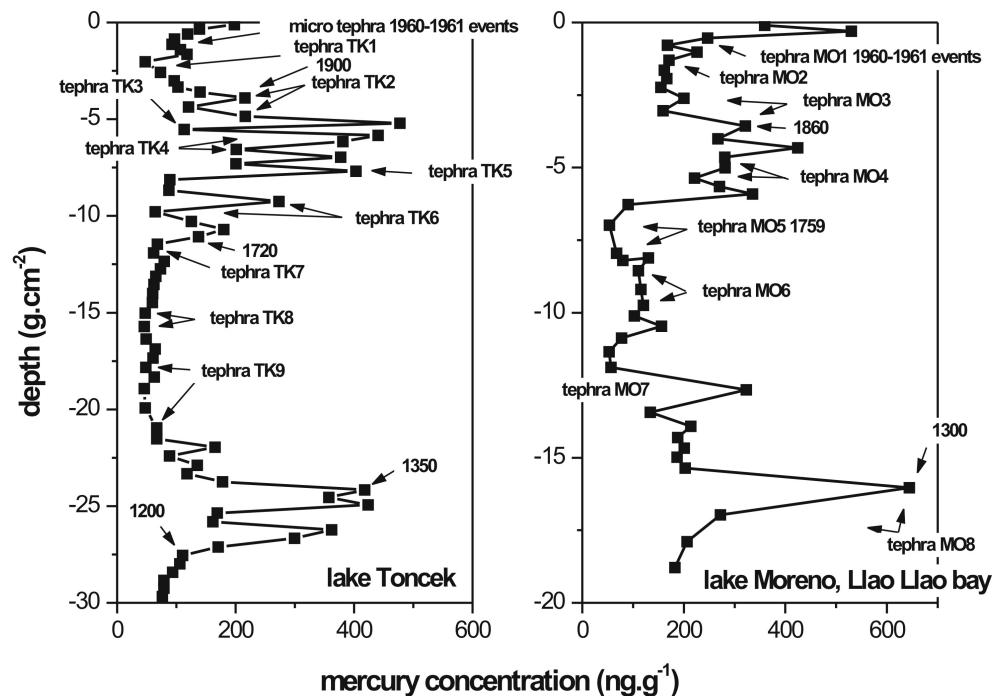 0
-5
-10
-15
-20
-25
-30
depth (g.cm⁻²)
micro tephra 1960-1961 events
tephra TK1
1900
tephra TK3
tephra TK2
tephra TK4
tephra TK5
tephra TK6
1720
tephra TK7
tephra TK8
tephra TK9
1350
1200
lake Toncek
0 200 400 600
0
-5
-10
-15
-20
tephra MO1 1960-1961 events
tephra MO2
tephra MO3
1860
tephra MO4
tephra MO5 1759
tephra MO6
tephra MO7
1300
tephra MO8
lake Moreno, Llao Llao bay
0 200 400 600
mercury concentration (ng.g⁻¹)